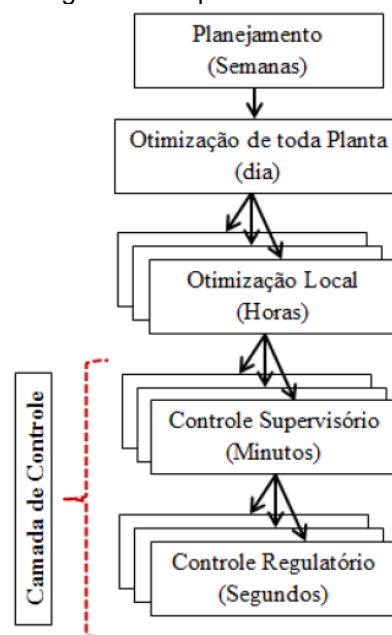 Planejamento
(Semanas)
Otimização de toda Planta
(dia)
Otimização Local
(Horas)
Camada de Controle
Controle Supervisório
(Minutos)
Controle Regulatório
(Segundos)